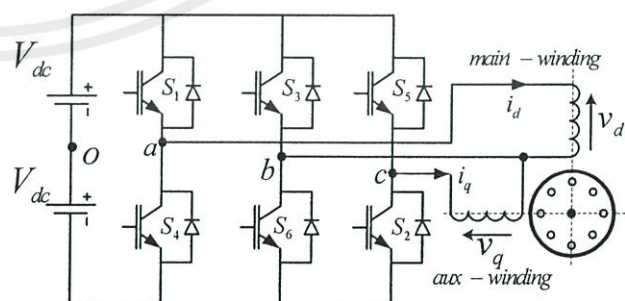 V_dc
+
-
V_dc
+
-
o
S_1
S_3
S_5
a
b
c
S_4
S_6
S_2
main - winding
i_d
v_d
i_q
v_q
aux - winding